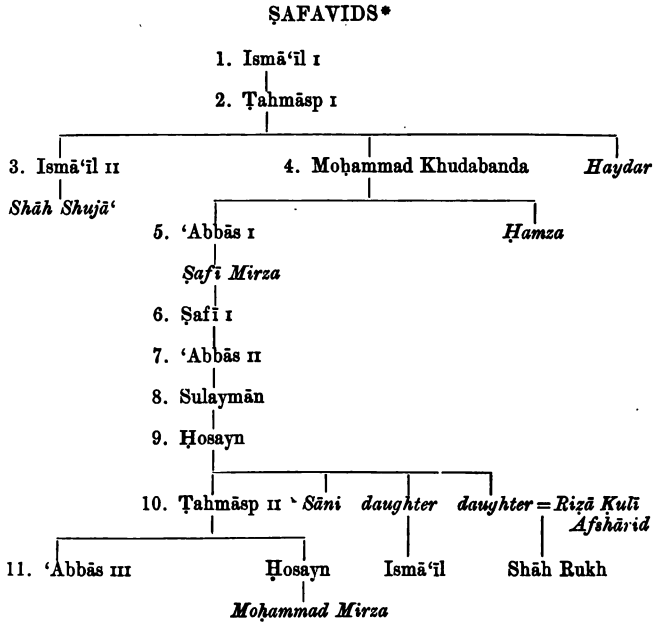 ṢAFAVIDS*
1. Ismā‘īl I
2. Ṭahmāsp I
3. Ismā‘īl II 4. Moḥammad Khudabanda Haydar
Shāh Shujā‘
5. ‘Abbās I Ḥamza
Ṣafī Mirza
6. Ṣafī I
7. ‘Abbās II
8. Sulaymān
9. Ḥosayn
10. Ṭahmāsp II Sāni daughter daughter = Riẓā Ḳulī
Afshārid
11. ‘Abbās III Ḥosayn Ismā‘īl Shāh Rukh
Moḥammad Mirza